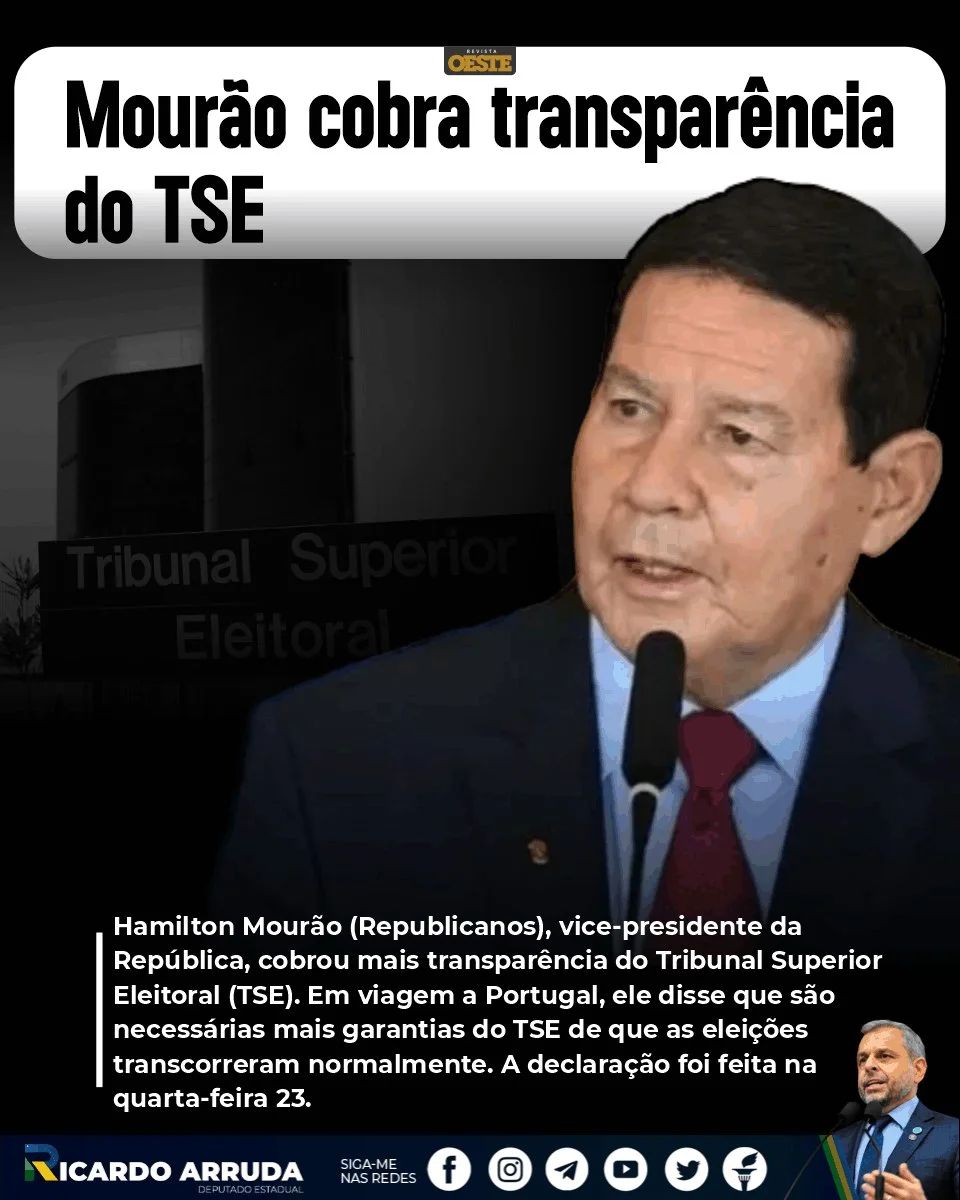 REVISTA
OESTE
Mourão cobra transparência
do TSE
Tribunal Superior
Eleitoral
Hamilton Mourão (Republicanos), vice-presidente da
República, cobrou mais transparência do Tribunal Superior
Eleitoral (TSE). Em viagem a Portugal, ele disse que são
necessárias mais garantias do TSE de que as eleições
transcorreram normalmente. A declaração foi feita na
quarta-feira 23.
RICARDO ARRUDA
DEPUTADO ESTADUAL
SIGA-ME
NAS REDES